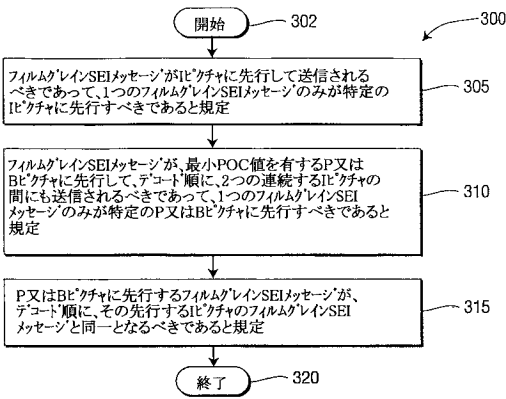 開始
302
300
フィルムグレインSEIメッセージがIピクチャに先行して送信される
べきであって、1つのフィルムグレインSEIメッセージのみが特定の
Iピクチャに先行すべきであると規定
305
フィルムグレインSEIメッセージが、最小POC値を有するP又は
Bピクチャに先行して、デコード順に、2つの連続するIピクチャの
間にも送信されるべきであって、1つのフィルムグレインSEI
メッセージのみが特定のP又はBピクチャに先行すべきであると
規定
310
P又はBピクチャに先行するフィルムグレインSEIメッセージが、
デコード順に、その先行するIピクチャのフィルムグレインSEI
メッセージと同一となるべきであると規定
315
終了
320